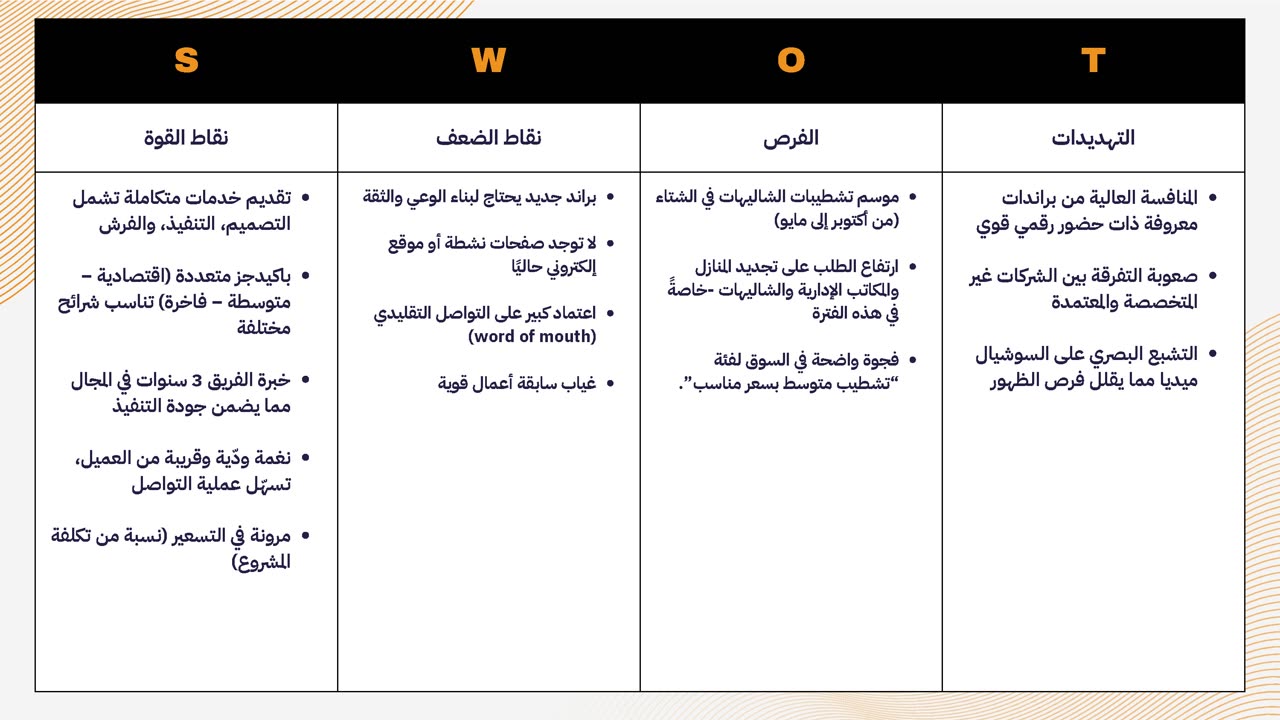 S
W
O
T
نقاط القوة
نقاط الضعف
الفرص
التهديدات
• تقديم خدمات متكاملة تشمل
التصميم، التنفيذ، والفرش
• باكيدجز متعددة (اقتصادية –
متوسطة – فاخرة) تناسب شرائح
مختلفة
• خبرة الفريق 3 سنوات في المجال
مما يضمن جودة التنفيذ
• نغمة ودّية وقريبة من العميل،
تسهّل عملية التواصل
• مرونة في التسعير (نسبة من تكلفة
المشروع)
• براند جديد يحتاج لبناء الوعي والثقة
• لا توجد صفحات نشطة أو موقع
إلكتروني حاليًا
• اعتماد كبير على التواصل التقليدي
(word of mouth)
• غياب سابقة أعمال قوية
• موسم تشطيبات الشاليهات في الشتاء
(من أكتوبر إلى مايو)
• ارتفاع الطلب على تجديد المنازل
والمكاتب الإدارية والشاليهات -خاصةً
في هذه الفترة
• فجوة واضحة في السوق لفئة
“تشطيب متوسط بسعر مناسب”.
• المنافسة العالية من براندات
معروفة ذات حضور رقمي قوي
• صعوبة التفرقة بين الشركات غير
المتخصصة والمعتمدة
• التشبع البصري على السوشيال
ميديا مما يقلل فرص الظهور